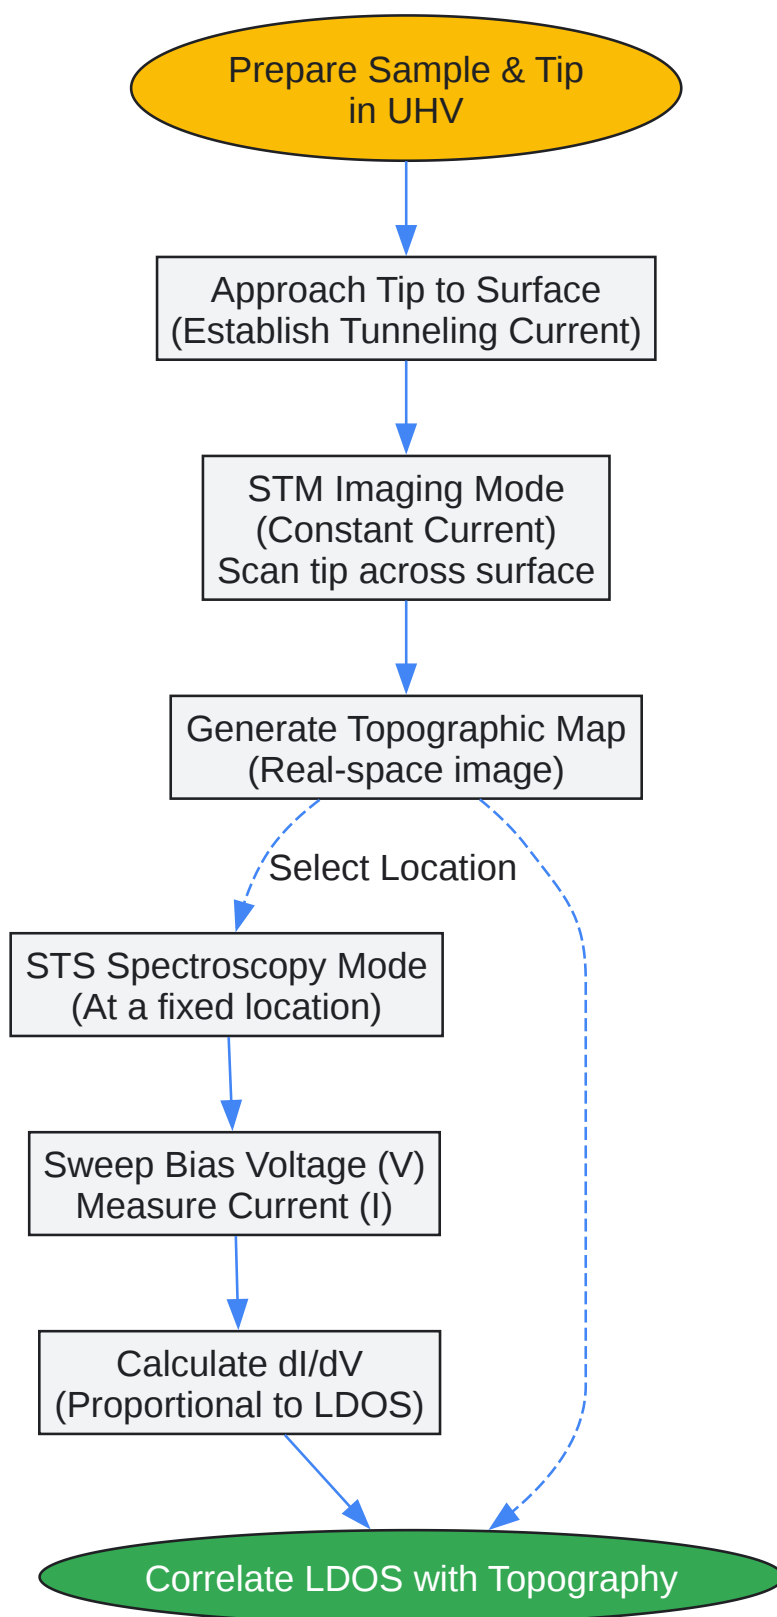 Prepare Sample & Tip
in UHV
Approach Tip to Surface
(Establish Tunneling Current)
STM Imaging Mode
(Constant Current)
Scan tip across surface
Generate Topographic Map
(Real-space image)
Select Location
STS Spectroscopy Mode
(At a fixed location)
Sweep Bias Voltage (V)
Measure Current (I)
Calculate dI/dV
(Proportional to LDOS)
Correlate LDOS with Topography